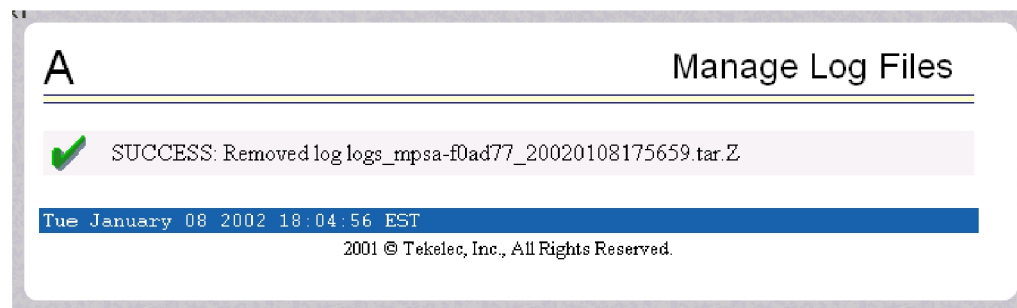 A
Manage Log Files
SUCCESS: Removed log logs_mpsa-f0ad77_20020108175659.tar.Z
Tue January 08 2002 18:04:56 EST
2001 © Tekelec, Inc., All Rights Reserved.